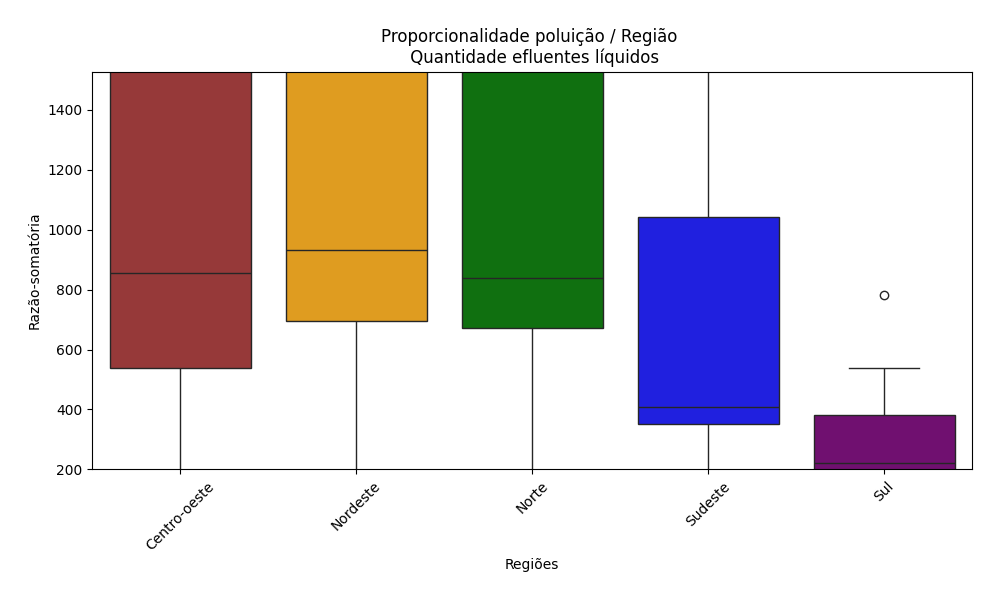 Proporcionalidade poluição / Região
Quantidade efluentes líquidos
Razão-somatória
1400
1200
1000
800
600
400
200
Centro-oeste
Nordeste
Norte
Sudeste
Sul
Regiões